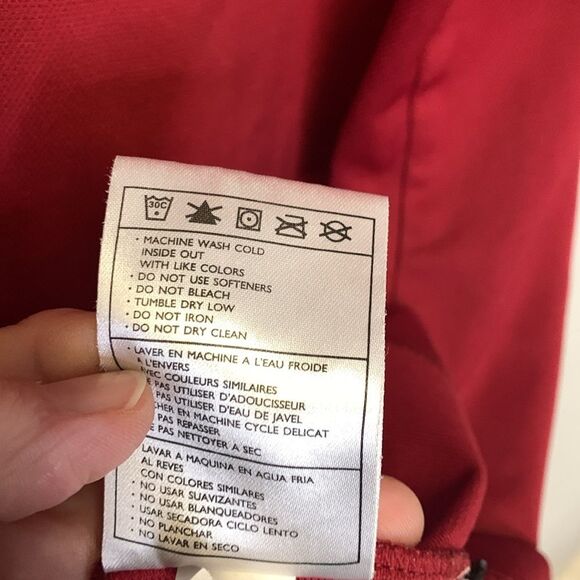 30C
· MACHINE WASH COLD
INSIDE OUT
WITH LIKE COLORS
· DO NOT USE SOFTENERS
· DO NOT BLEACH
· TUMBLE DRY LOW
· DO NOT IRON
· DO NOT DRY CLEAN
· LAVER EN MACHINE A L'EAU FROIDE
A L'ENVERS
AVEC COULEURS SIMILAIRES
PAS UTILISER D'ADOUCISSEUR
PAS UTILISER D'EAU DE JAVEL
EN MACHINE CYCLE DELICAT
PAS REPASSER
PAS NETTOYER A SEC
· LAVAR A MAQUINA EN AGUA FRIA
AL REVES
CON COLORES SIMILARES
· NO USAR SUAVIZANTES
· NO USAR BLANQUEADORES
· USAR SECADORA CICLO LENTO
· NO PLANCHAR
· NO LAVAR EN SECO